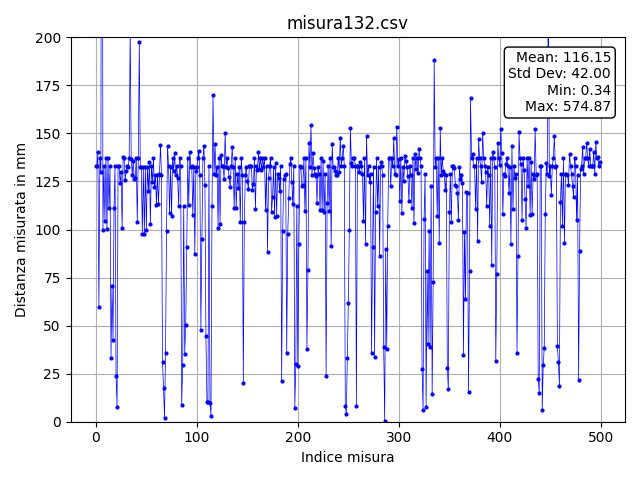 misura132.csv
Mean: 116.15
Std Dev: 42.00
Min: 0.34
Max: 574.87
Distanza misurata in mm
200
175
150
125
100
75
50
25
0
0 100 200 300 400 500
Indice misura